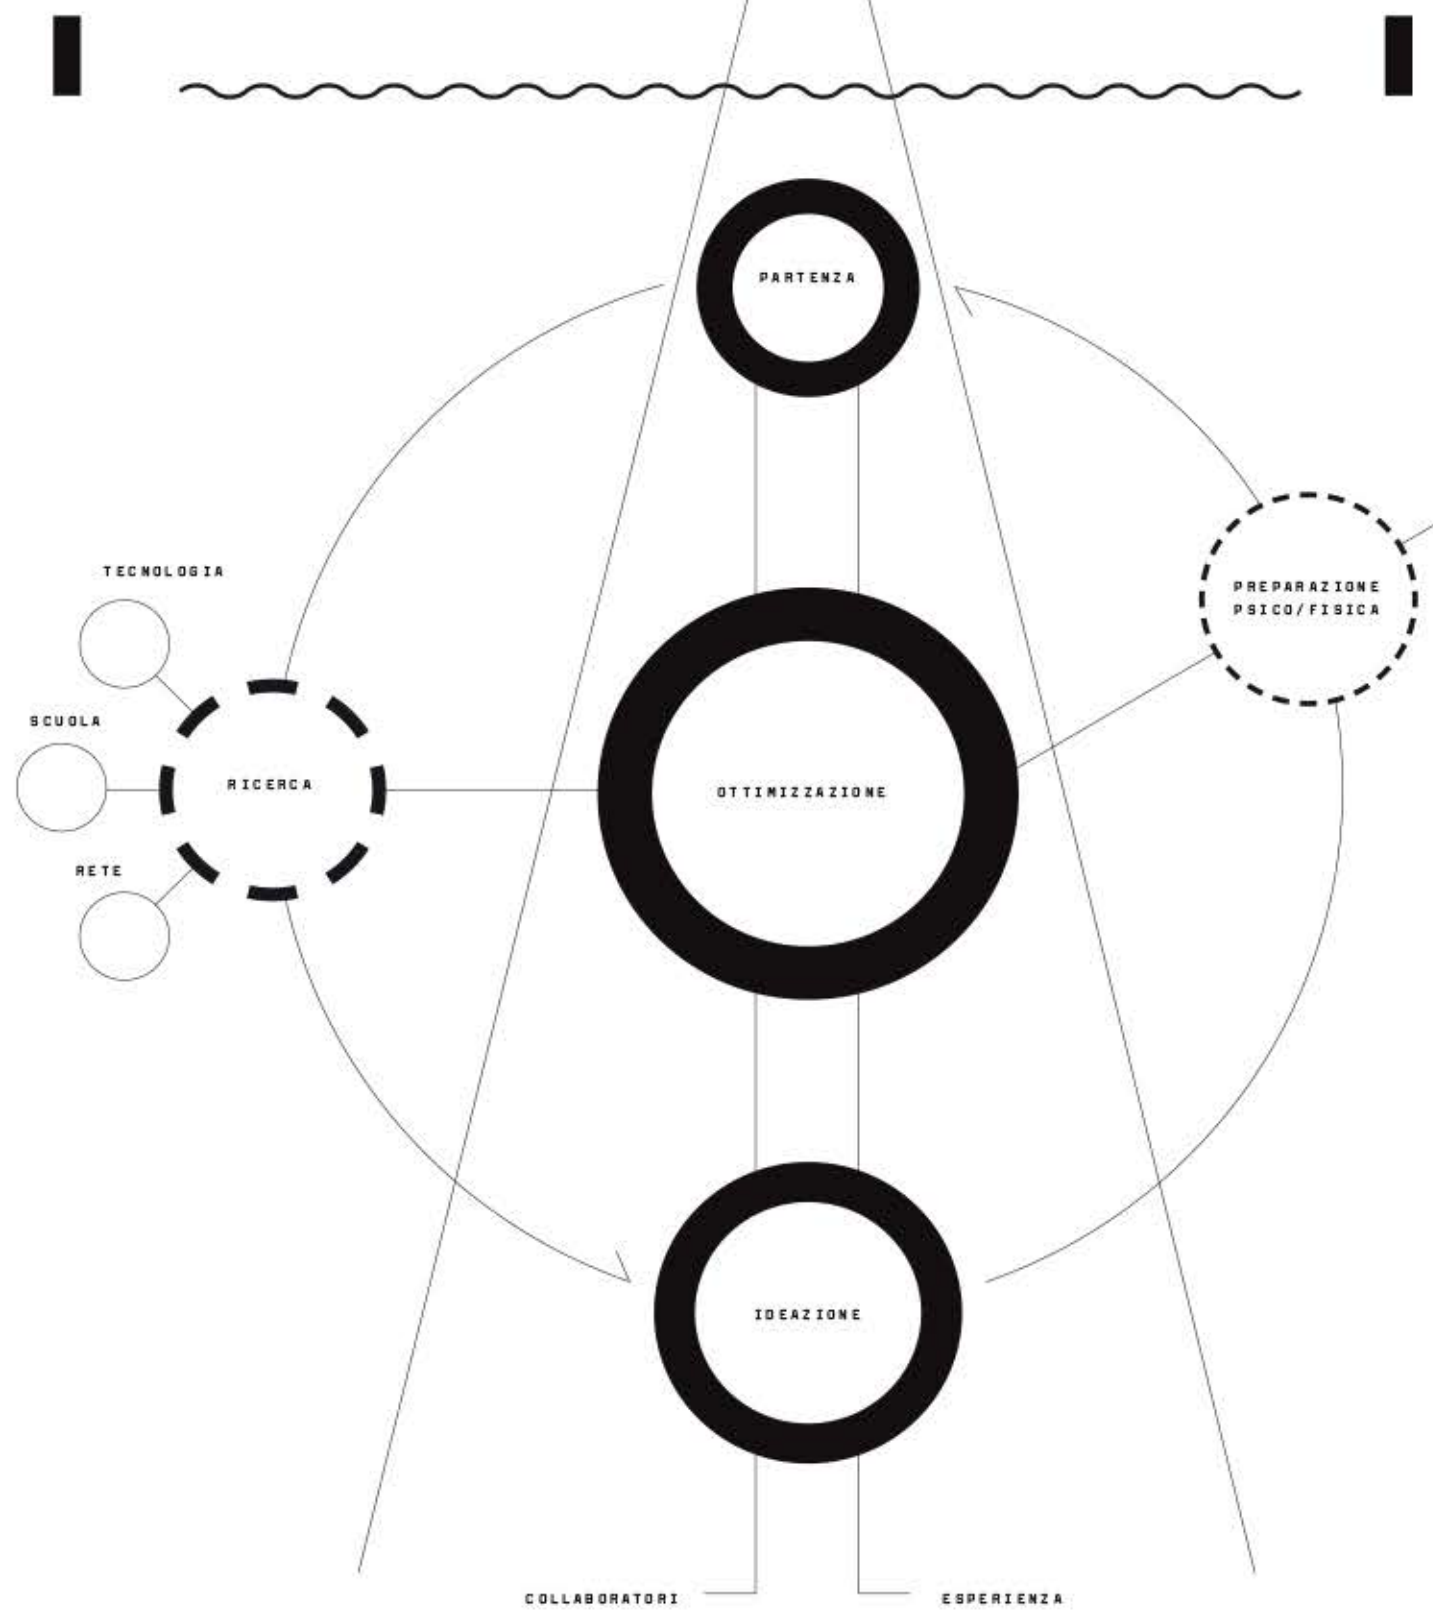 PARTENZA
TECNOLOGIA
PREPARAZIONE
PSICO/FISICA
SCUOLA
RICERCA
OTTIMIZZAZIONE
RETE
IDEAZIONE
COLLABORATORI
ESPERIENZA